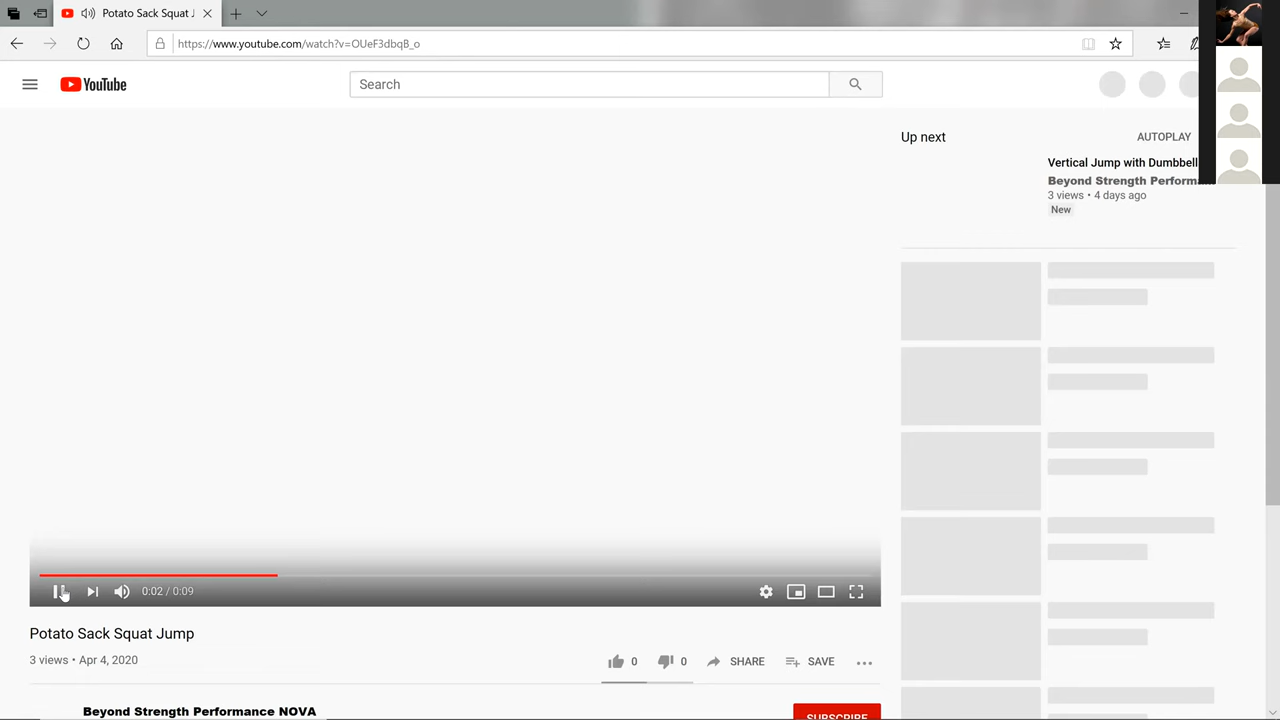 Potato Sack Squat J
https://www.youtube.com/watch?v=OUeF3dbqB_o
YouTube
Search
Up next
AUTOPLAY
Vertical Jump with Dumbbell
Beyond Strength Performa
3 views • 4 days ago
New
0:02 / 0:09
Potato Sack Squat Jump
3 views • Apr 4, 2020
0
0
SHARE
SAVE
Beyond Strength Performance NOVA
SUBSCRIBE